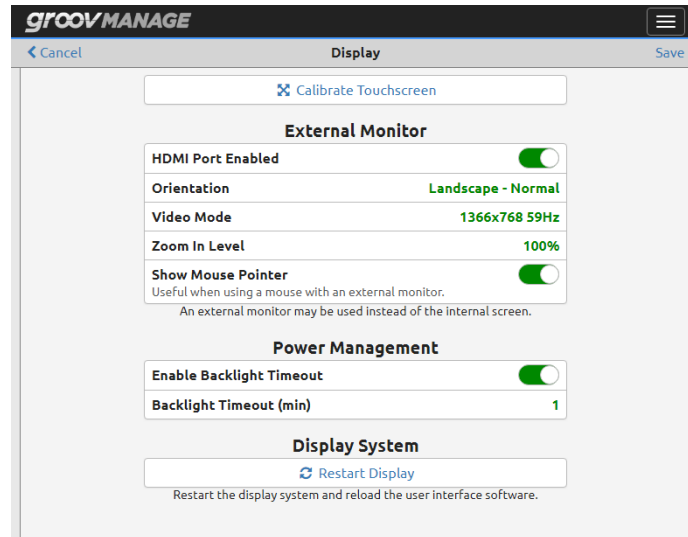 groov MANAGE
Cancel Display Save
Calibrate Touchscreen
External Monitor
HDMI Port Enabled
Orientation Landscape - Normal
Video Mode 1366x768 59Hz
Zoom In Level 100%
Show Mouse Pointer
Useful when using a mouse with an external monitor.
An external monitor may be used instead of the internal screen.
Power Management
Enable Backlight Timeout
Backlight Timeout (min) 1
Display System
Restart Display
Restart the display system and reload the user interface software.